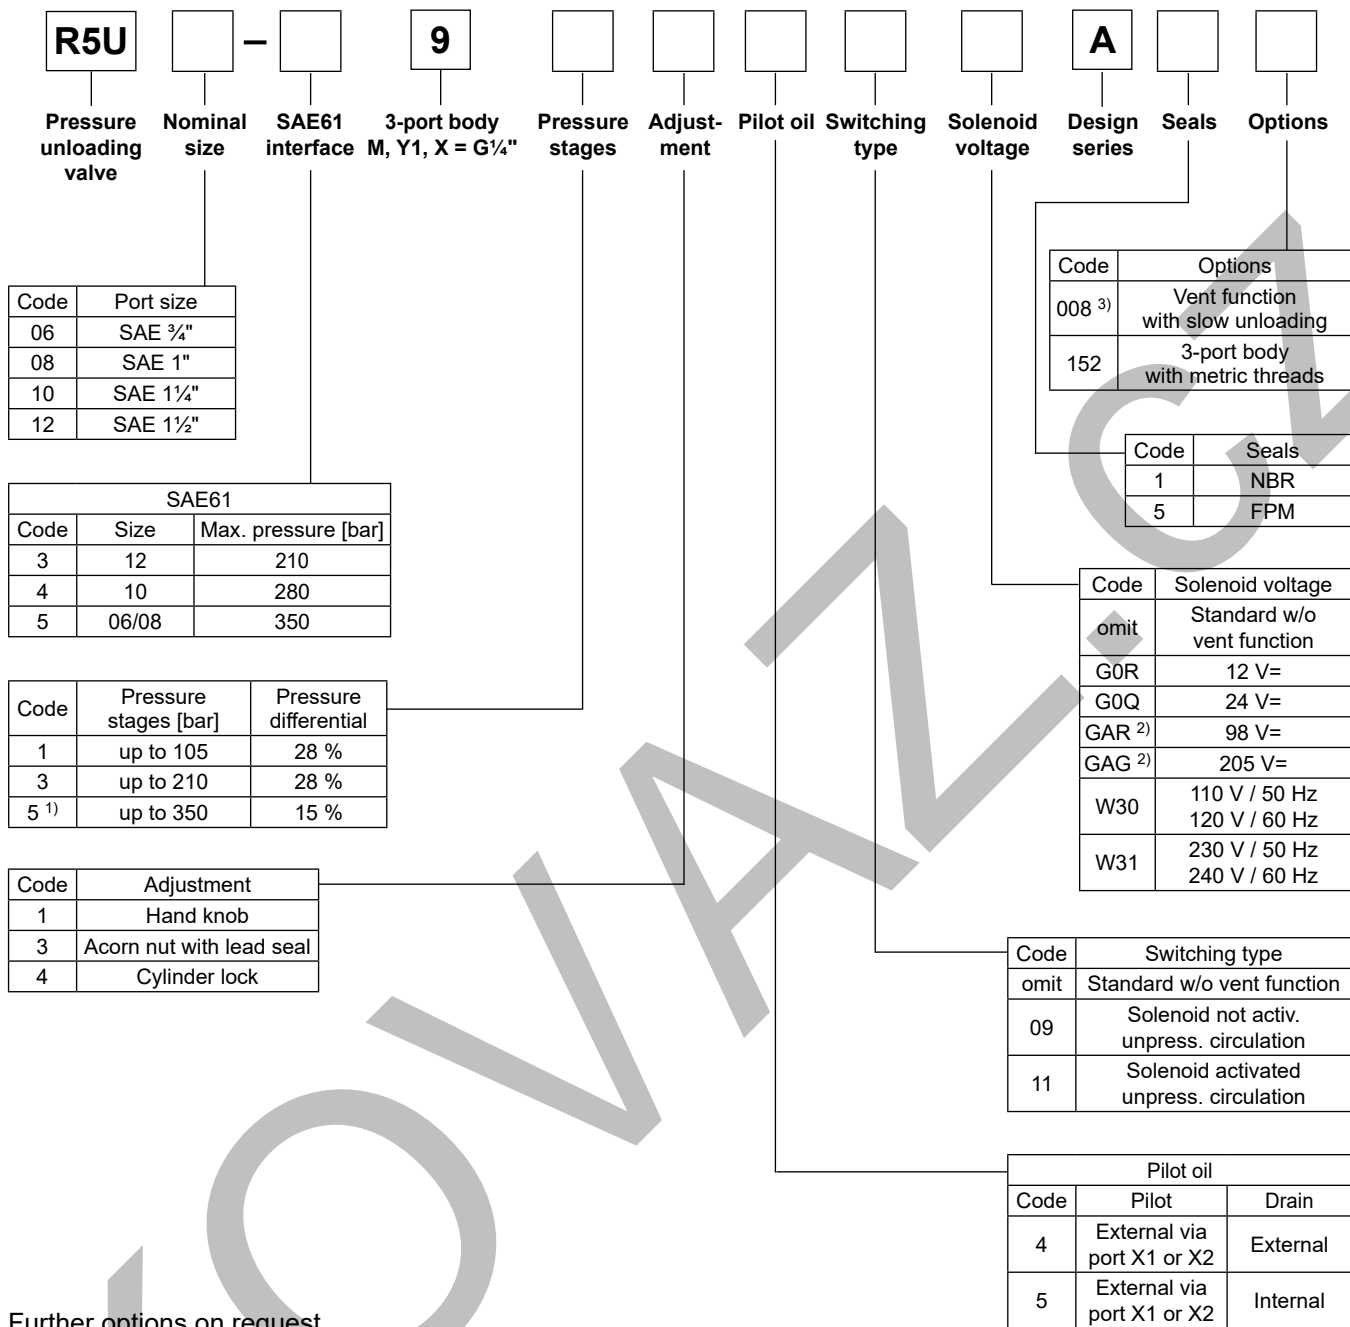 R5U – 9 A
Pressure unloading valve
Nominal size
SAE61 interface
3-port body M, Y1, X = G¼"
Pressure stages
Adjust-ment
Pilot oil
Switching type
Solenoid voltage
Design series
Seals
Options
Code Port size
06 SAE ¾"
08 SAE 1"
10 SAE 1¼"
12 SAE 1½"
SAE61
Code Size Max. pressure [bar]
3 12 210
4 10 280
5 06/08 350
Code Pressure stages [bar] Pressure differential
1 up to 105 28 %
3 up to 210 28 %
5 1) up to 350 15 %
Code Adjustment
1 Hand knob
3 Acorn nut with lead seal
4 Cylinder lock
Code Options
008 3) Vent function
with slow unloading
152 3-port body
with metric threads
Code Seals
1 NBR
5 FPM
Code Solenoid voltage
omit Standard w/o
vent function
G0R 12 V=
G0Q 24 V=
GAR 2) 98 V=
GAG 2) 205 V=
W30 110 V / 50 Hz
120 V / 60 Hz
W31 230 V / 50 Hz
240 V / 60 Hz
Code Switching type
omit Standard w/o vent function
09 Solenoid not activ.
unpress. circulation
11 Solenoid activated
unpress. circulation
Pilot oil
Code Pilot Drain
4 External via port X1 or X2 External
5 External via port X1 or X2 Internal
Further options on request
OVAZ.CZ